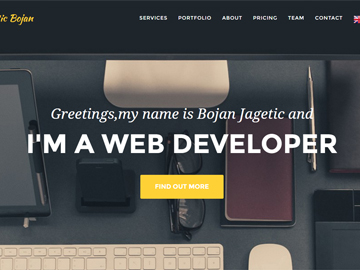 ic Bojan
SERVICES PORTFOLIO ABOUT PRICING TEAM CONTACT
Greetings,my name is Bojan Jagetic and
I'M A WEB DEVELOPER
FIND OUT MORE